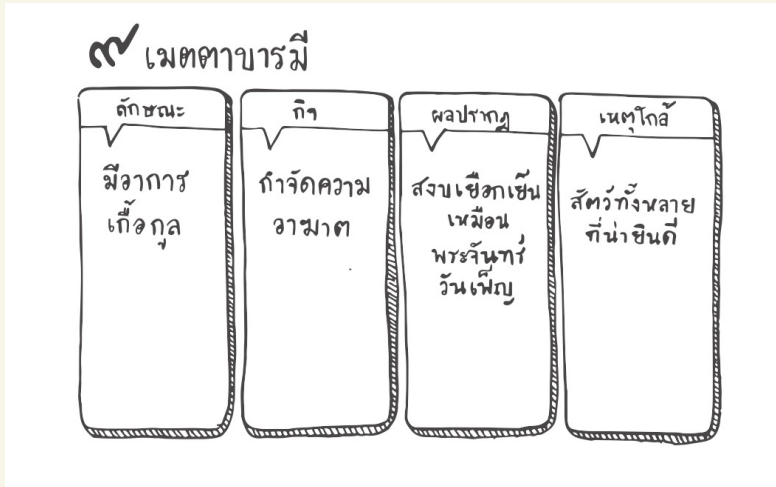 ๙ เมตตาบารมี
ลักษณะ
มีอาการ
เกื้อกูล
กิจ
กำจัดความ
อาฆาต
ผลปรากฏ
สงบเยือกเย็น
เหมือน
พระจันทร์
วันเพ็ญ
เหตุใกล้
สัตว์ทั้งหลาย
ที่น่ายินดี